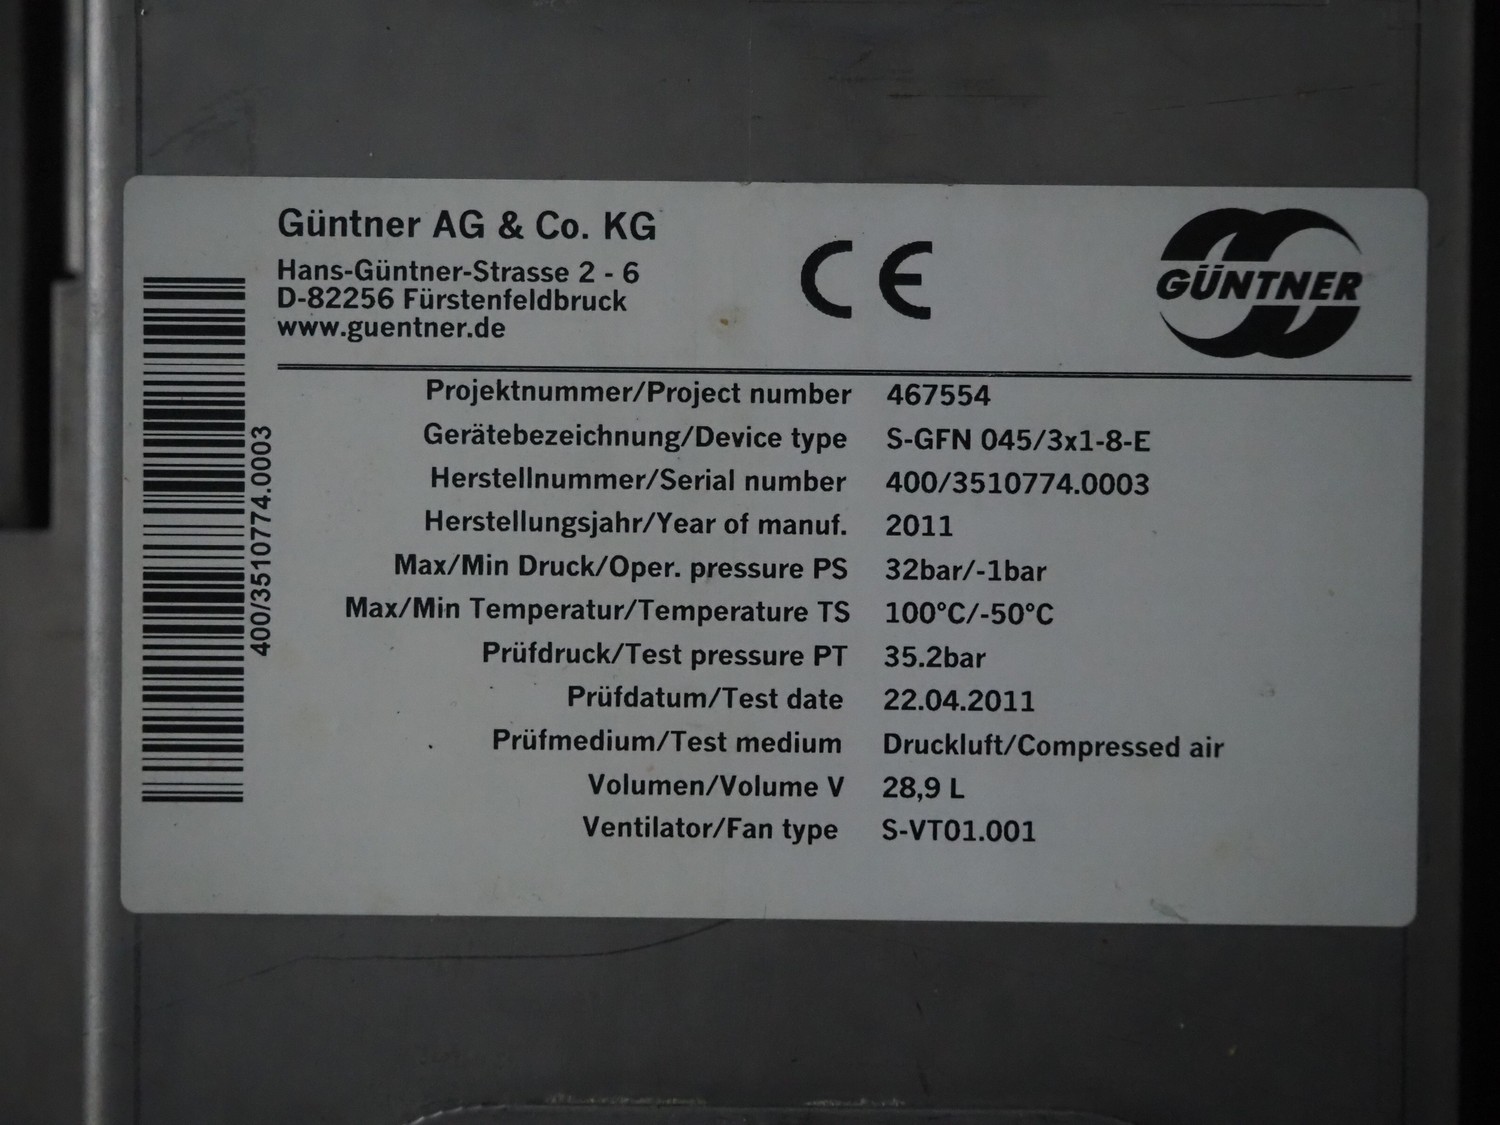 Güntner AG & Co. KG
Hans-Güntner-Strasse 2 - 6
D-82256 Fürstenfeldbruck
www.guentner.de
CE
GÜNTNER
400/3510774.0003
Projektnummer/Project number 467554
Gerätebezeichnung/Device type S-GFN 045/3x1-8-E
Herstellnummer/Serial number 400/3510774.0003
Herstellungsjahr/Year of manuf. 2011
Max/Min Druck/Oper. pressure PS 32bar/-1bar
Max/Min Temperatur/Temperature TS 100°C/-50°C
Prüfdruck/Test pressure PT 35.2bar
Prüfdatum/Test date 22.04.2011
Prüfmedium/Test medium Druckluft/Compressed air
Volumen/Volume V 28,9 L
Ventilator/Fan type S-VT01.001